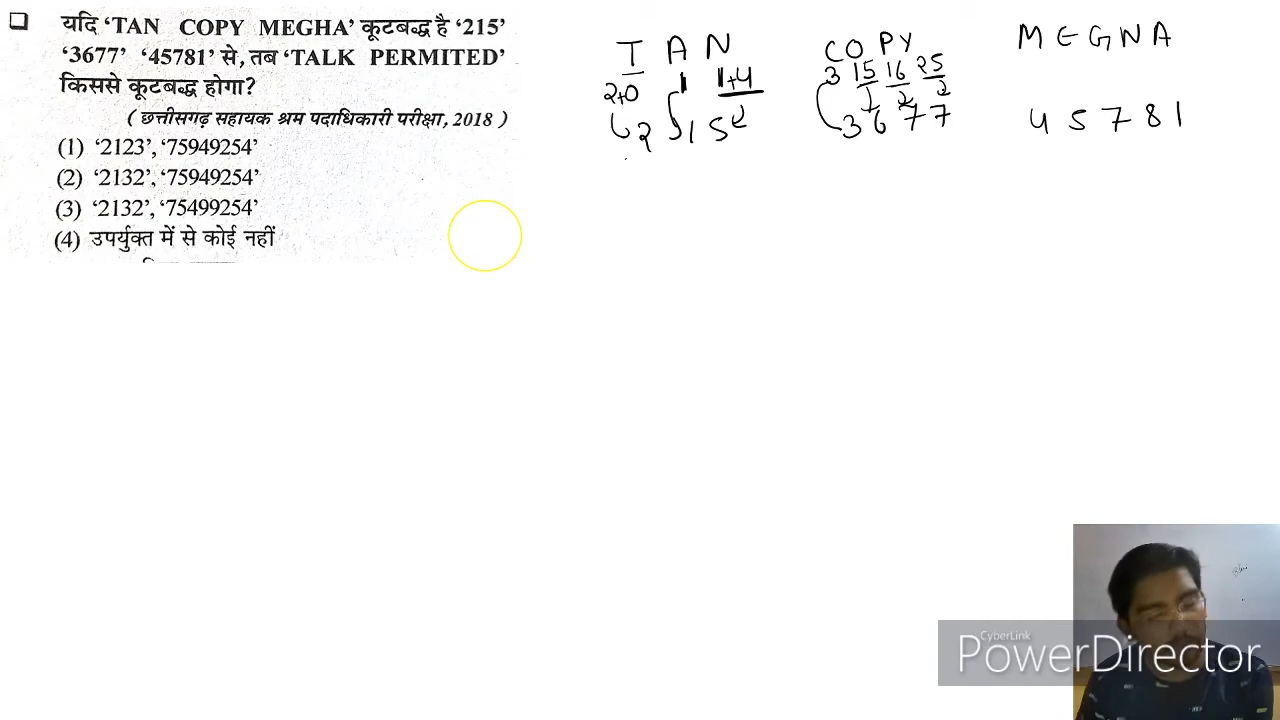 यदि ‘TAN COPY MEGHA’ कूटबद्ध है ‘215’
‘3677’ ‘45781’ से, तब ‘TALK PERMITED’
किससे कूटबद्ध होगा?
( छत्तीसगढ़ सहायक श्रम पदाधिकारी परीक्षा, 2018 )
(1) ‘2123’, ‘75949254’
(2) ‘2132’, ‘75949254’
(3) ‘2132’, ‘75499254’
(4) उपर्युक्त में से कोई नहीं
T A N
2+0 1 1+4
2 1 5
COPY
3 15 16 25
3 6 7 7
M E G N A
4 5 7 8 1
CyberLink
PowerDirector